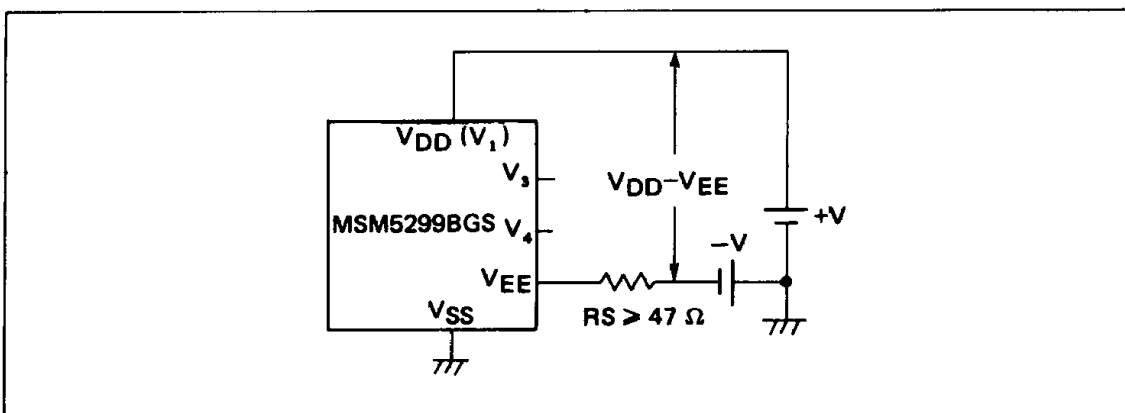 VDD (V1)
V3
VDD–VEE
MSM5299BGS
V4
+V
–V
VEE
RS ⩾ 47 Ω
VSS